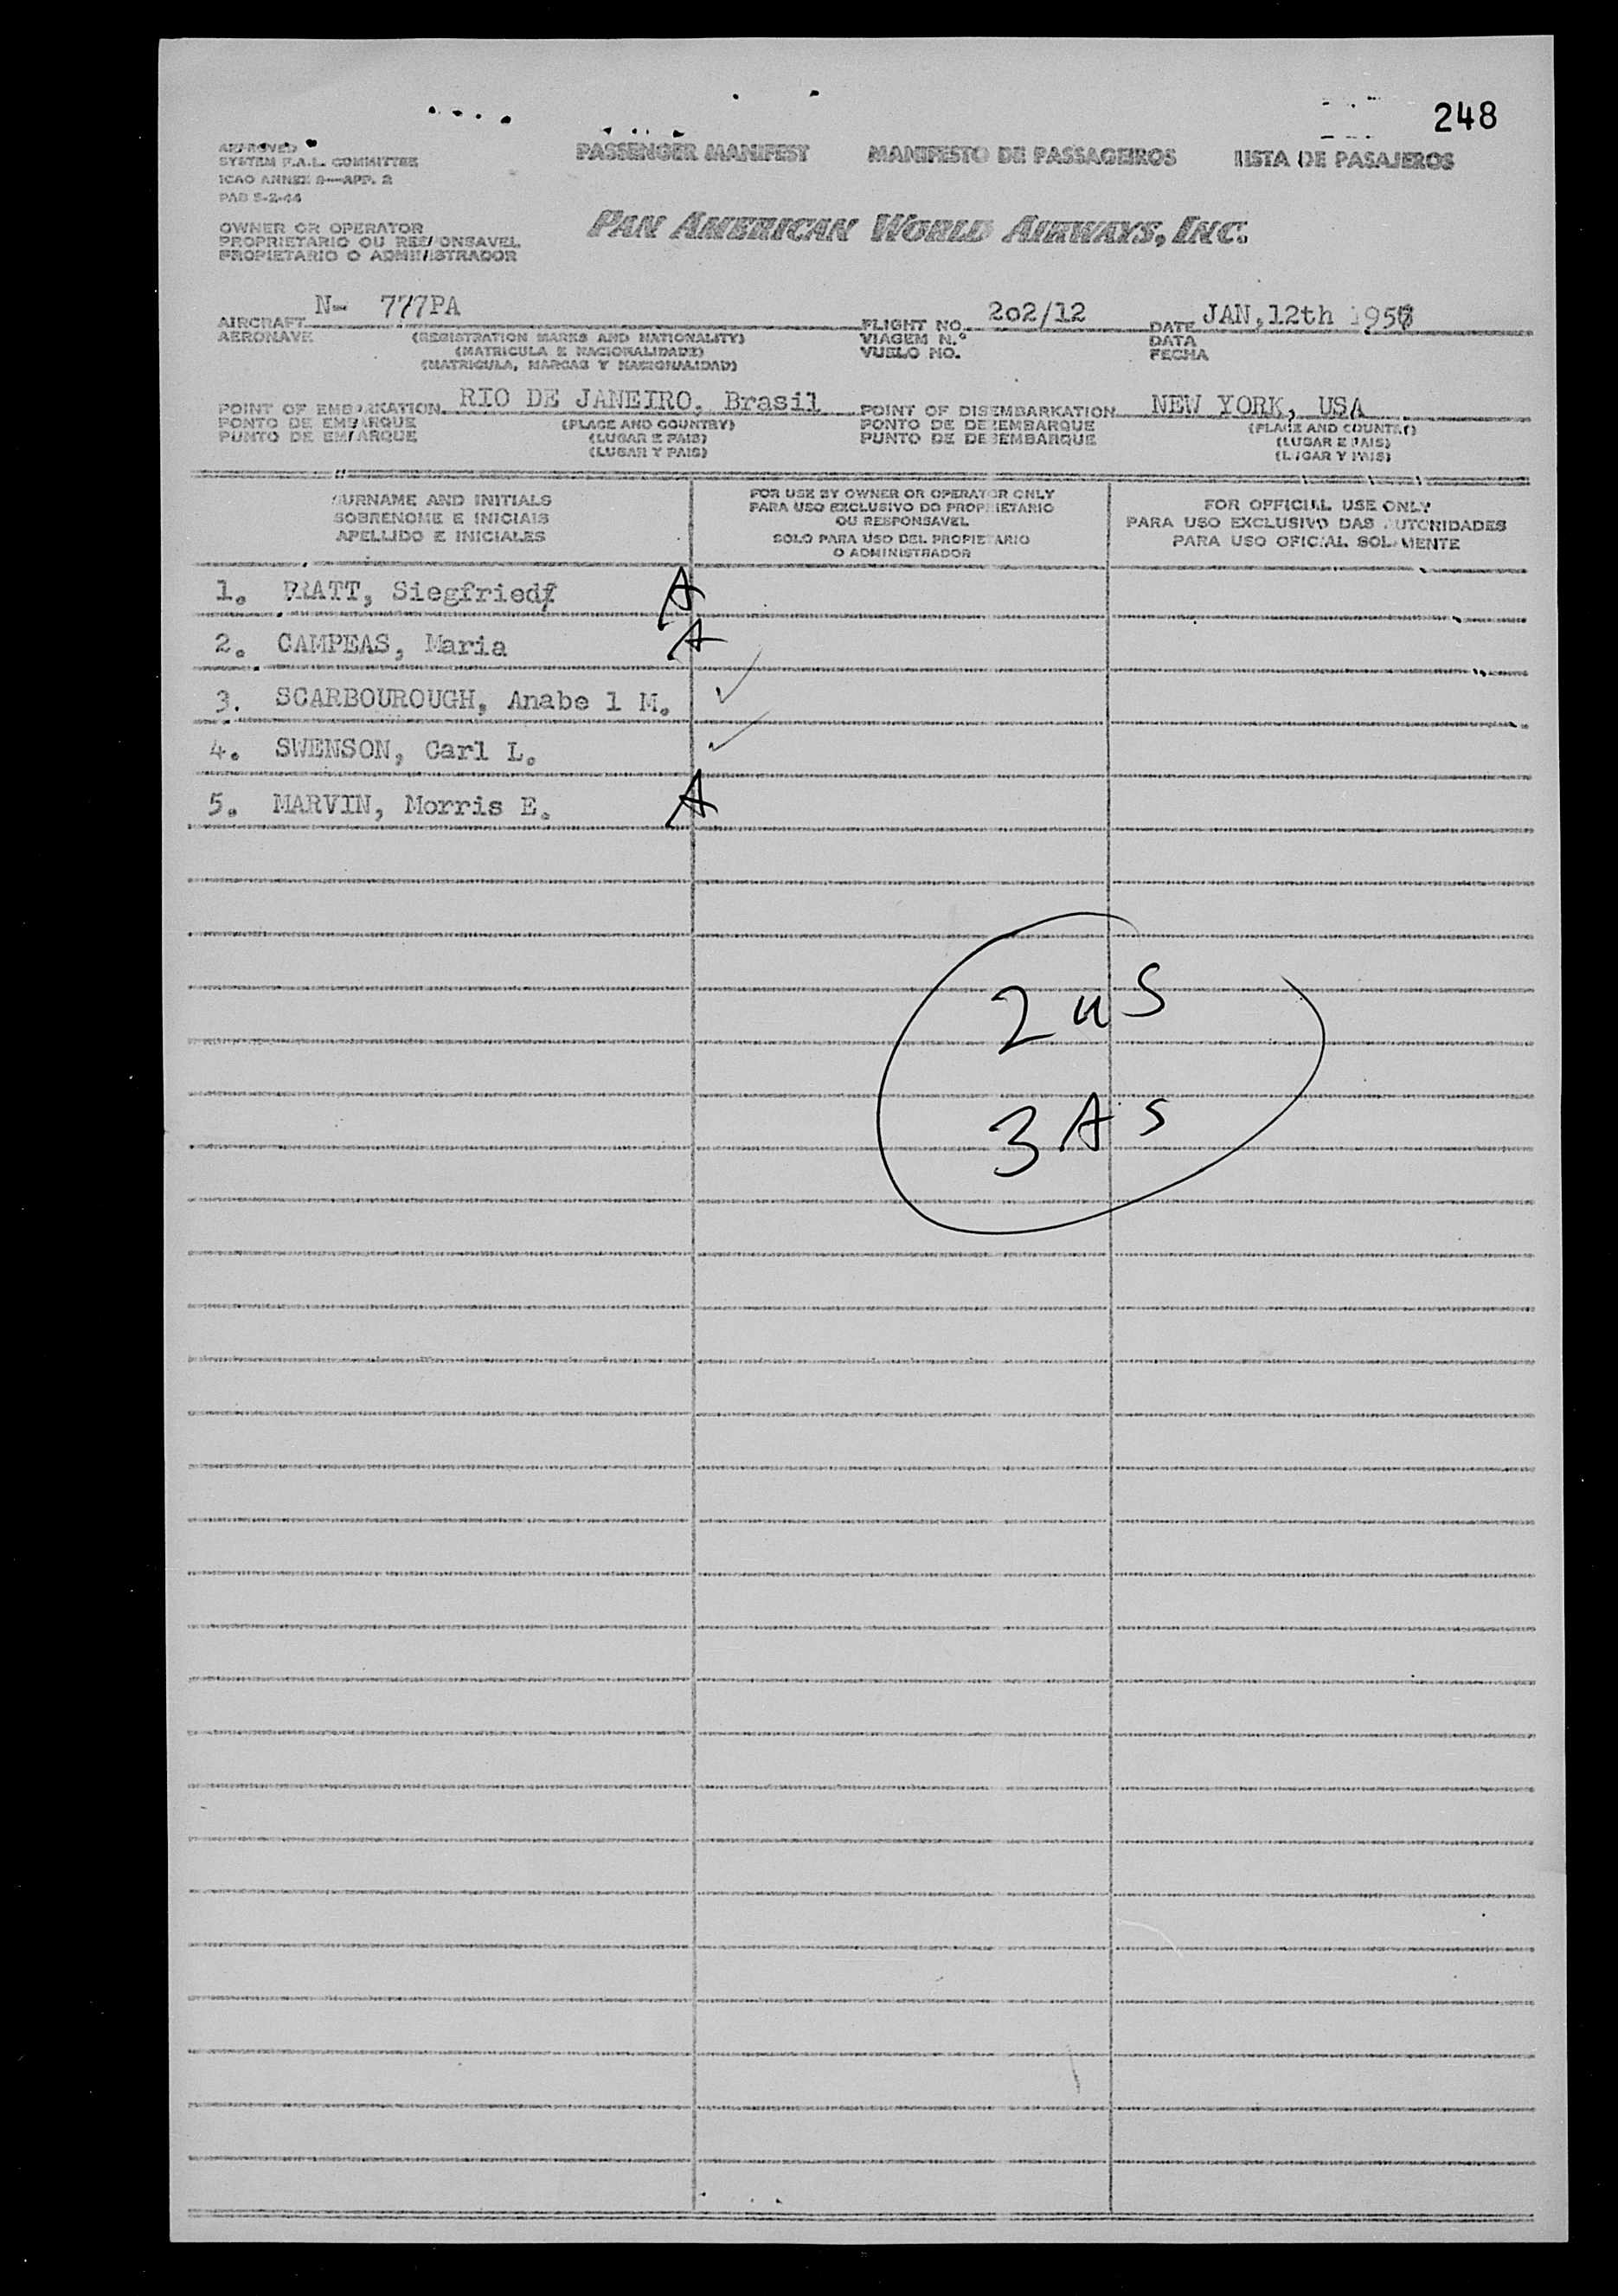 248
APPROVED
SYSTEM F.A.L. COMMITTEE
ICAO ANNEX 9—APP. 2
PAB 5-2-44
PASSENGER MANIFEST MANIFESTO DE PASSAGEIROS LISTA DE PASAJEROS
OWNER OR OPERATOR
PROPRIETARIO OU RESPONSAVEL
PROPIETARIO O ADMINISTRADOR
PAN AMERICAN WORLD AIRWAYS, INC.
AIRCRAFT N- 777PA FLIGHT NO. 2o2/12 DATE JAN,12th
AERONAVE (REGISTRATION MARKS AND NATIONALITY) VIAGEM N.º DATA
(MATRICULA E NACIONALIDADE) VUELO NO. FECHA
(MATRICULA, MARCAS Y NACIONALIDAD)
POINT OF EMBARKATION RIO DE JANEIRO, Brasil POINT OF DISEMBARKATION NEW YORK, USA
PONTO DE EMBARQUE (PLACE AND COUNTRY) PONTO DE DEZEMBARQUE (PLACE AND COUNTRY)
PUNTO DE EMBARQUE (LUGAR E PAIS) PUNTO DE DESEMBARQUE (LUGAR E PAIS)
(LUGAR Y PAIS) (LUGAR Y PAIS)
SURNAME AND INITIALS
SOBRENOME E INICIAIS
APELLIDO E INICIALES
FOR USE BY OWNER OR OPERATOR ONLY
PARA USO EXCLUSIVO DO PROPRIETARIO
OU RESPONSAVEL
SOLO PARA USO DEL PROPIETARIO
O ADMINISTRADOR
FOR OFFICIAL USE ONLY
PARA USO EXCLUSIVO DAS AUTORIDADES
PARA USO OFICIAL SOLAMENTE
1. Siegfried A
2. CAMPEAS, Maria A
3. SCARBOUROUGH, Anabe l M. ✓
4. SWENSON, Carl L. ✓
5. MARVIN, Morris E. A
2 US
3 AS